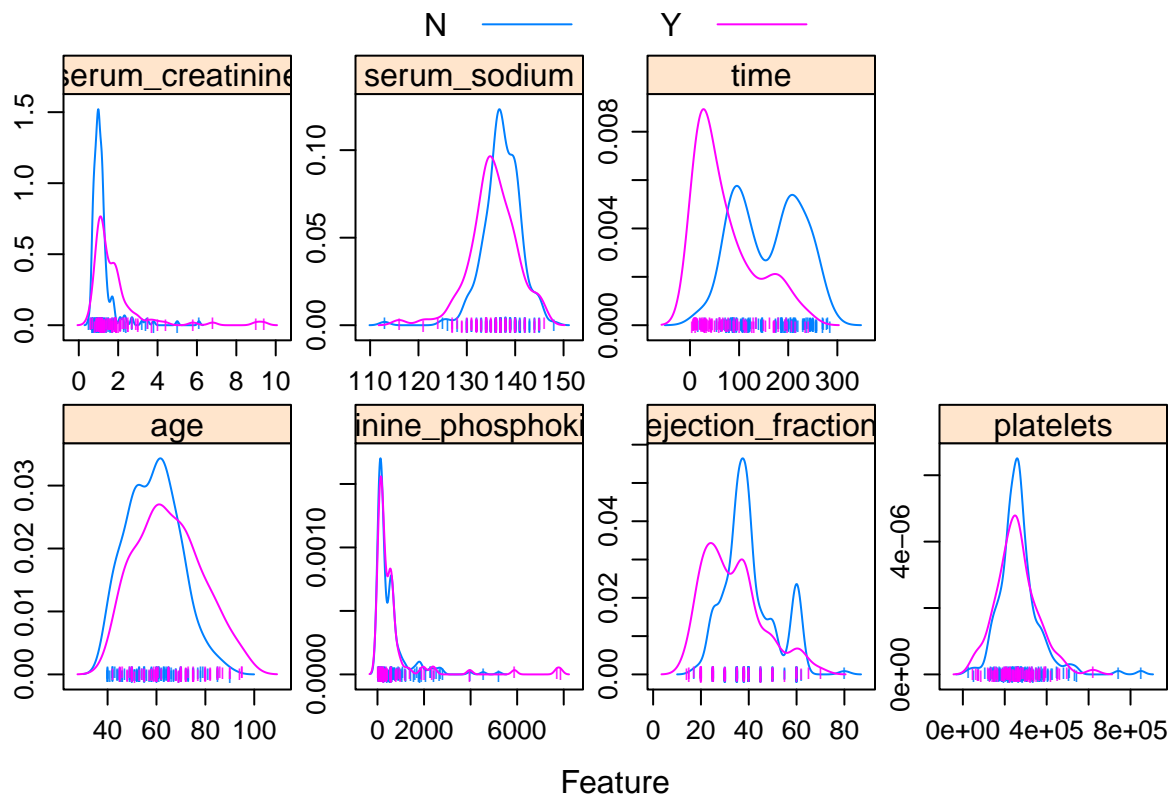 N Y
serum_creatinine serum_sodium time
0.0 0.5 1.0 1.5
0 2 4 6 8 10
0.00 0.05 0.10
110 120 130 140 150
0.000 0.004 0.008
0 100 200 300
age inine_phosphoki ejection_fraction platelets
0.00 0.01 0.02 0.03
40 60 80 100
0.0000 0.0010
0 2000 6000
0.00 0.02 0.04
0 20 40 60 80
0e+00 4e−06
0e+00 4e+05 8e+05
Feature